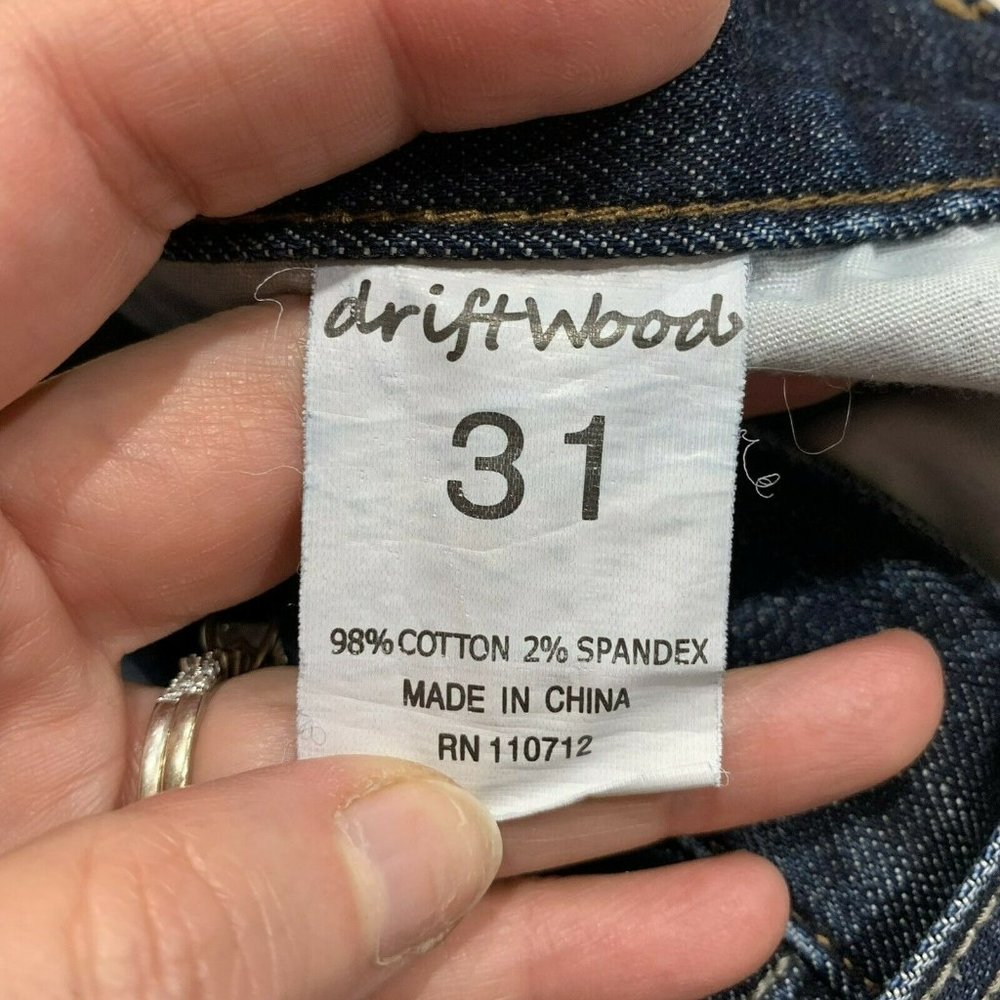 driftWood
31
98% COTTON 2% SPANDEX
MADE IN CHINA
RN 110712